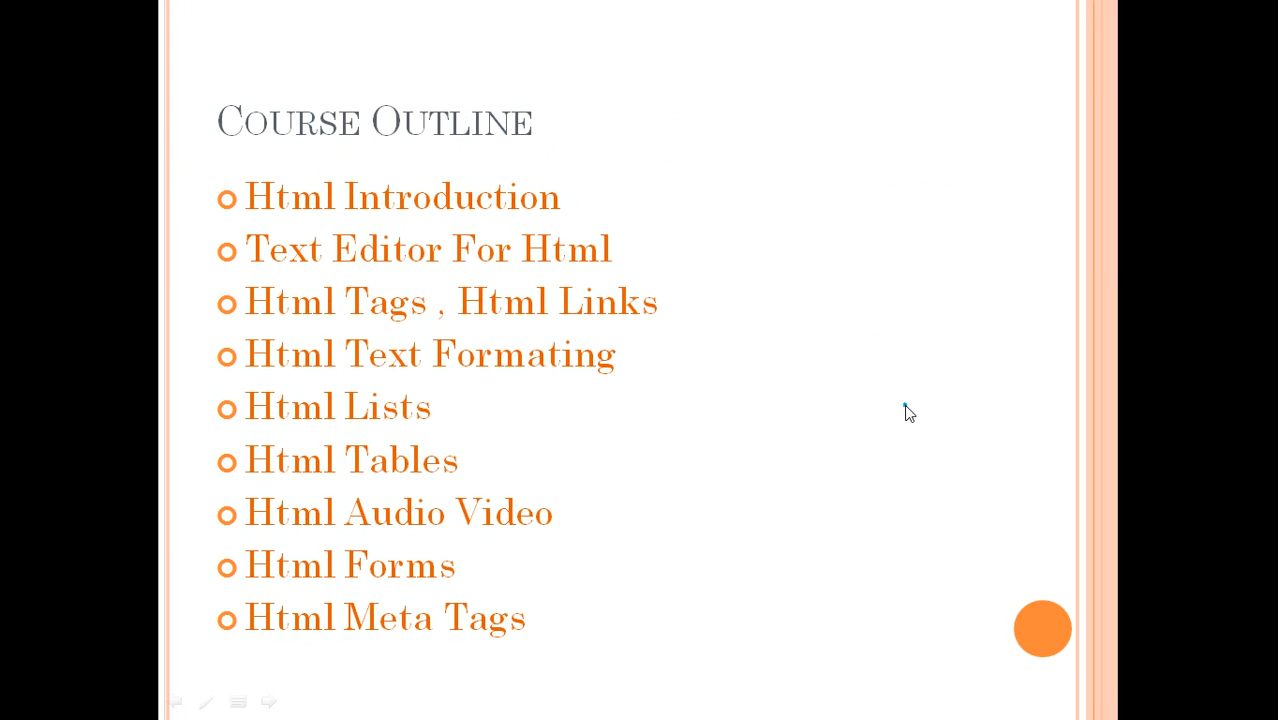 Course Outline
Html Introduction
Text Editor For Html
Html Tags , Html Links
Html Text Formating
Html Lists
Html Tables
Html Audio Video
Html Forms
Html Meta Tags